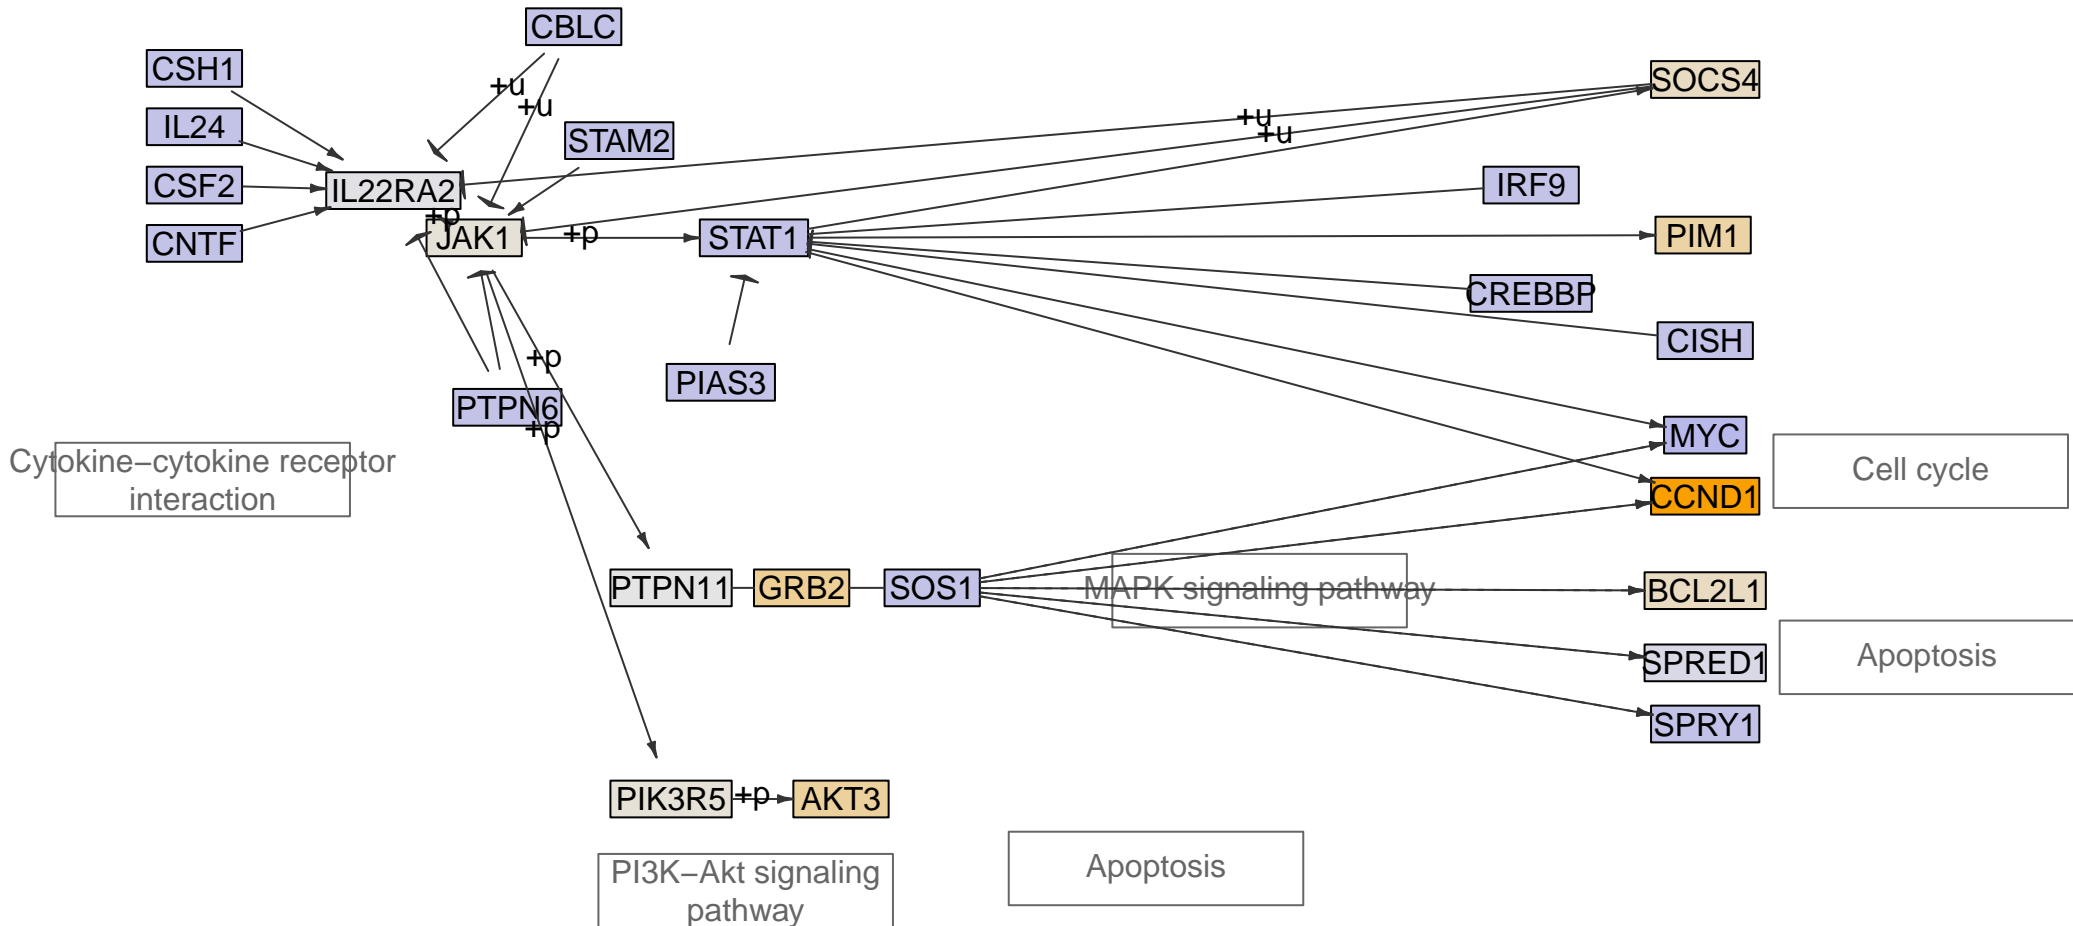 CBLC
CSH1
+u
SOCS4
+u
+u
IL24
+u
STAM2
CSF2
IL22RA2
IRF9
+p
CNTF
JAK1
+p
STAT1
PIM1
CREBBP
CISH
+p
PIAS3
PTPN6
+p
MYC
Cytokine−cytokine receptor
interaction
Cell cycle
CCND1
PTPN11
GRB2
SOS1
MAPK signaling pathway
BCL2L1
SPRED1
Apoptosis
SPRY1
PIK3R5
+p
AKT3
PI3K−Akt signaling
pathway
Apoptosis